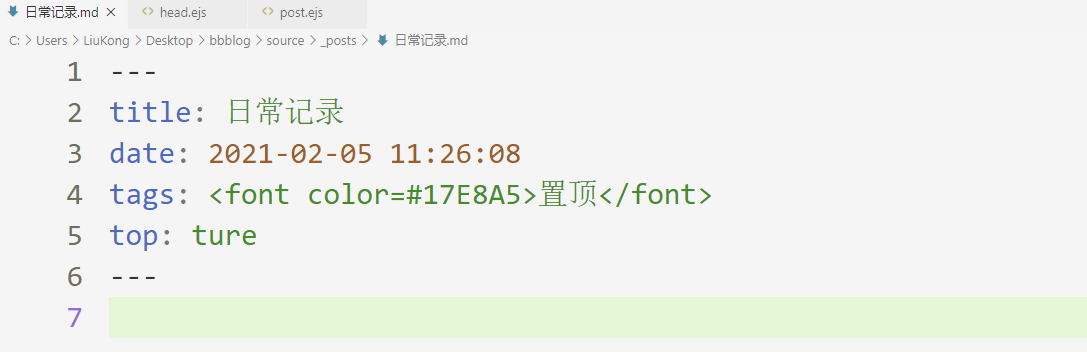 日常记录.md head.ejs post.ejs
C: > Users > LiuKong > Desktop > bbblog > source > _posts > 日常记录.md
1 ---
2 title: 日常记录
3 date: 2021-02-05 11:26:08
4 tags: <font color=#17E8A5>置顶</font>
5 top: ture
6 ---
7